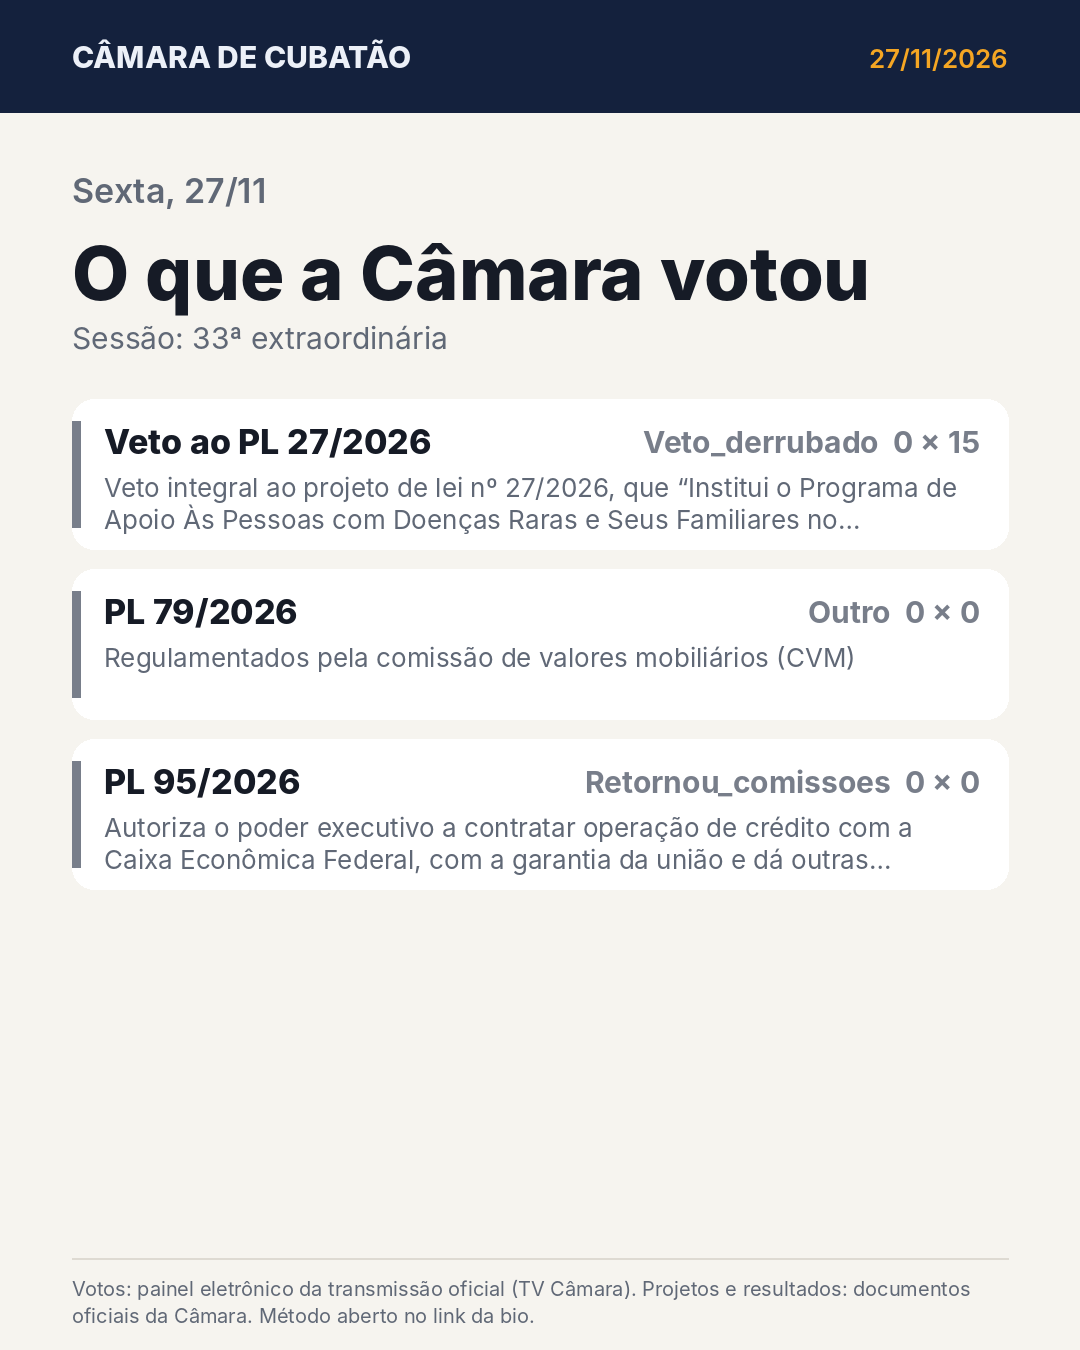 CÂMARA DE CUBATÃO
27/11/2026
Sexta, 27/11
O que a Câmara votou
Sessão: 33ª extraordinária
Veto ao PL 27/2026
Veto_derrubado 0 × 15
Veto integral ao projeto de lei nº 27/2026, que “Institui o Programa de
Apoio Às Pessoas com Doenças Raras e Seus Familiares no…
PL 79/2026
Outro 0 × 0
Regulamentados pela comissão de valores mobiliários (CVM)
PL 95/2026
Retornou_comissoes 0 × 0
Autoriza o poder executivo a contratar operação de crédito com a
Caixa Econômica Federal, com a garantia da união e dá outras…
Votos: painel eletrônico da transmissão oficial (TV Câmara). Projetos e resultados: documentos
oficiais da Câmara. Método aberto no link da bio.